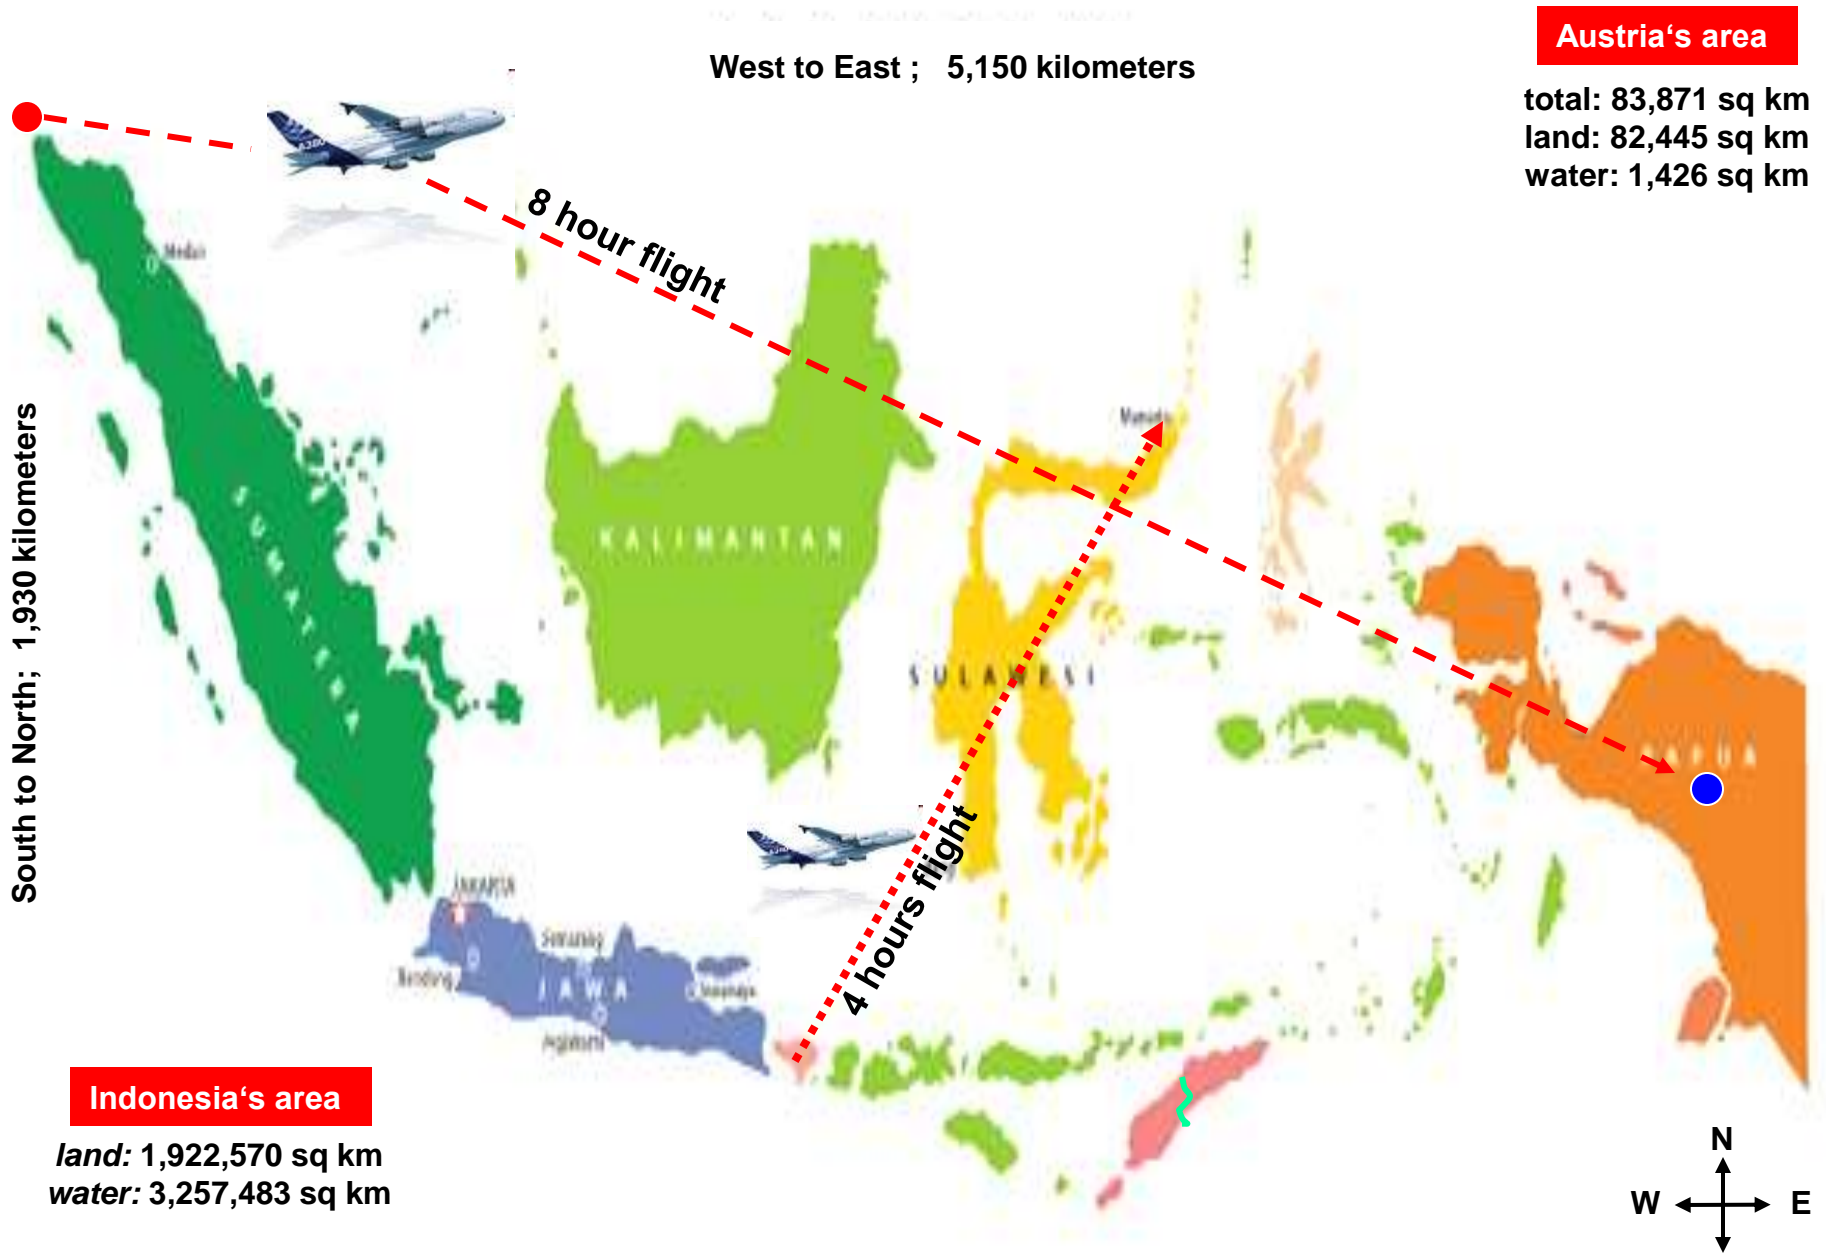 West to East ;   5,150 kilometers
Austria‘s area
total: 83,871 sq km
land: 82,445 sq km
water: 1,426 sq km
8 hour flight
Medan
South to North;   1,930 kilometers
Manado
SUMATERA
KALIMANTAN
SULAWESI
PAPUA
4 hours flight
JAKARTA
Semarang
Bandung
JAWA
Indonesia‘s area
land: 1,922,570 sq km
water: 3,257,483 sq km
N
W
E